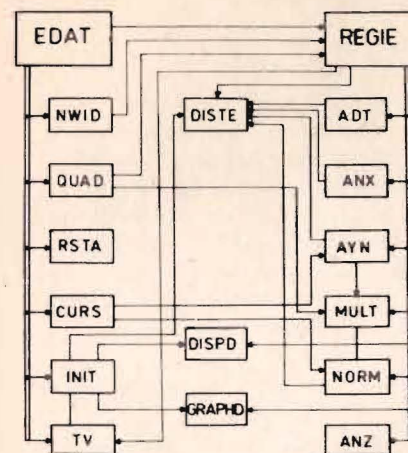 EDAT REGIE
NWID DISTE ADT
QUAD ANX
RSTA AYN
CURS MULT
DISPD
INIT NORM
GRAPHD
TV ANZ